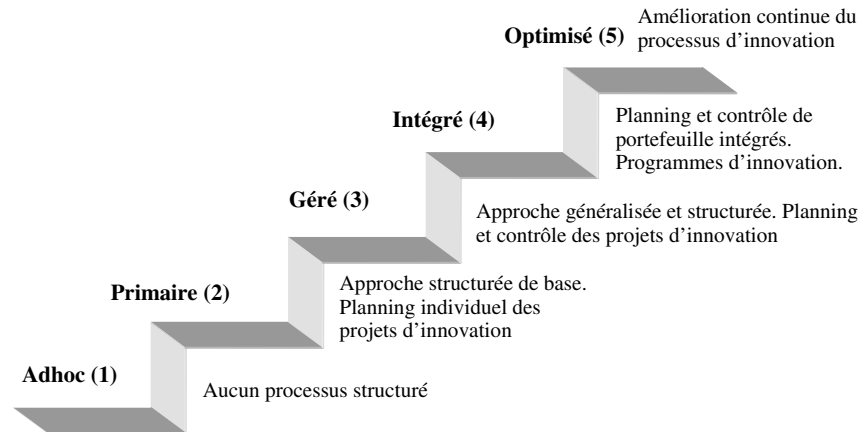 Amélioration continue du
Optimisé (5)
processus d'innovation
Intégré (4)
Planning et contrôle de
portefeuille intégrés.
Programmes d'innovation.
Géré (3)
Approche généralisée et structurée. Planning
et contrôle des projets d'innovation
Primaire (2)
Approche structurée de base.
Planning individuel des
projets d'innovation
Adhoc (1)
Aucun processus structuré